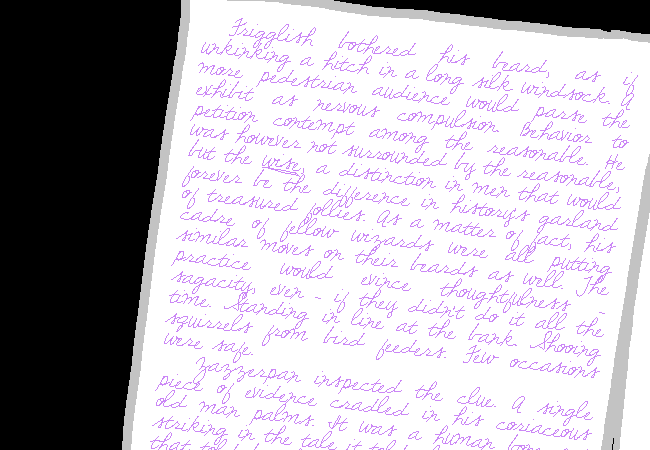 Frigglish bothered his beard, as if
unkinking a hitch in a long silk windsock. A
more pedestrian audience would parse the
exhibit as nervous compulsion. Behavior to
petition contempt among the reasonable. He
was however not surrounded by the reasonable,
but the wise, a distinction in men that would
forever be the difference in history's garland
of treasured follies. As a matter of fact, his
cadre of fellow wizards were all putting
similar moves on their beards as well. The
practice would evince thoughtfulness -
sagacity, even - if they didn't do it all the
time. Standing in line at the bank. Shooing
squirrels from bird feeders. Few occasions
were safe.
Zazzerpan inspected the clue. A single
piece of evidence cradled in his coriaceous
old man palms. It was a human bone
striking in the tale it